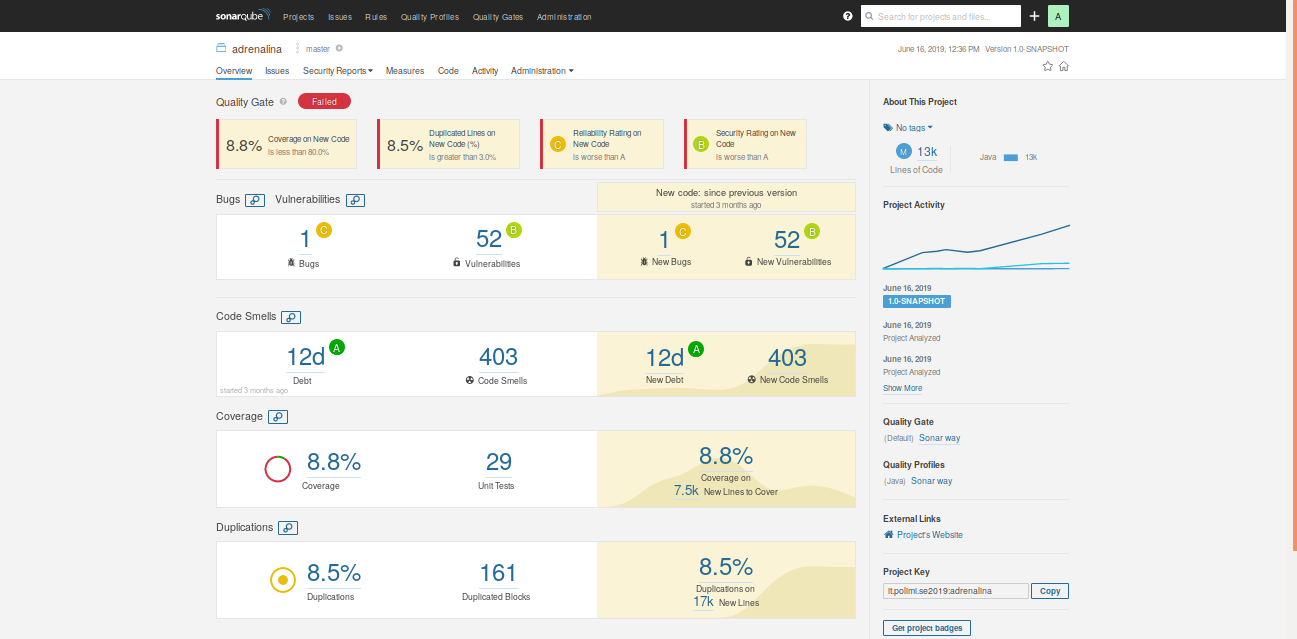 sonarqube Projects Issues Rules Quality Profiles Quality Gates Administration Search for projects and files... A
adrenalina master
June 16, 2019, 12:36 PM Version 1.0-SNAPSHOT
Overview Issues Security Reports Measures Code Activity Administration
Quality Gate Failed
8.8% Coverage on New Code
is less than 80.0%
8.5% Duplicated Lines on
New Code (%)
is greater than 3.0%
C Reliability Rating on
New Code
is worse than A
B Security Rating on New
Code
is worse than A
Bugs Vulnerabilities
New code: since previous version
started 3 months ago
1 C
Bugs
52 B
Vulnerabilities
1 C
New Bugs
52 B
New Vulnerabilities
Code Smells
12d A
Debt
started 3 months ago
403
Code Smells
12d A
New Debt
403
New Code Smells
Coverage
8.8%
Coverage
29
Unit Tests
8.8%
Coverage on
7.5k New Lines to Cover
Duplications
8.5%
Duplications
161
Duplicated Blocks
8.5%
Duplications on
17k New Lines
About This Project
No tags
M 13k
Lines of Code
Java 13k
Project Activity
June 16, 2019
1.0-SNAPSHOT
June 16, 2019
Project Analyzed
June 16, 2019
Project Analyzed
Show More
Quality Gate
(Default) Sonar way
Quality Profiles
(Java) Sonar way
External Links
Project's Website
Project Key
it.polimi.se2019:adrenalina Copy
Get project badges